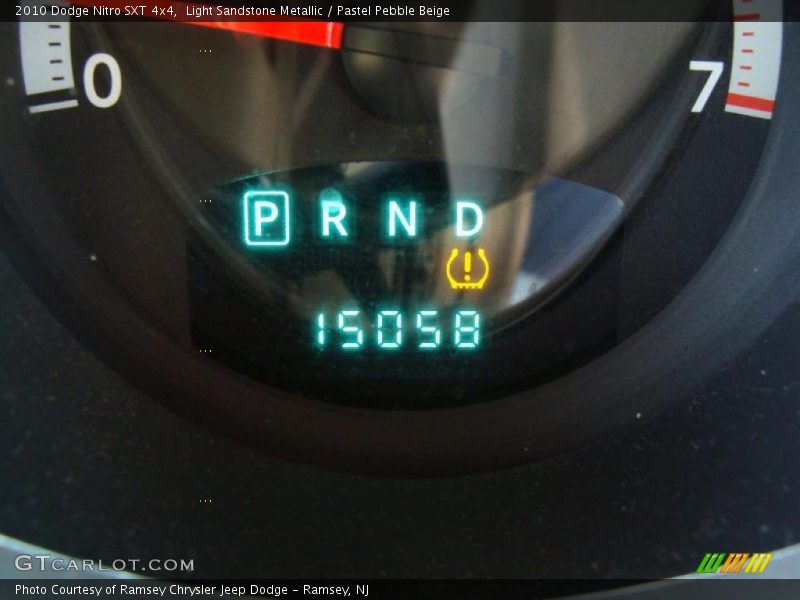 2010 Dodge Nitro SXT 4x4,  Light Sandstone Metallic / Pastel Pebble Beige
0 7
P R N D
15058
GTCARLOT.COM
Photo Courtesy of Ramsey Chrysler Jeep Dodge – Ramsey, NJ